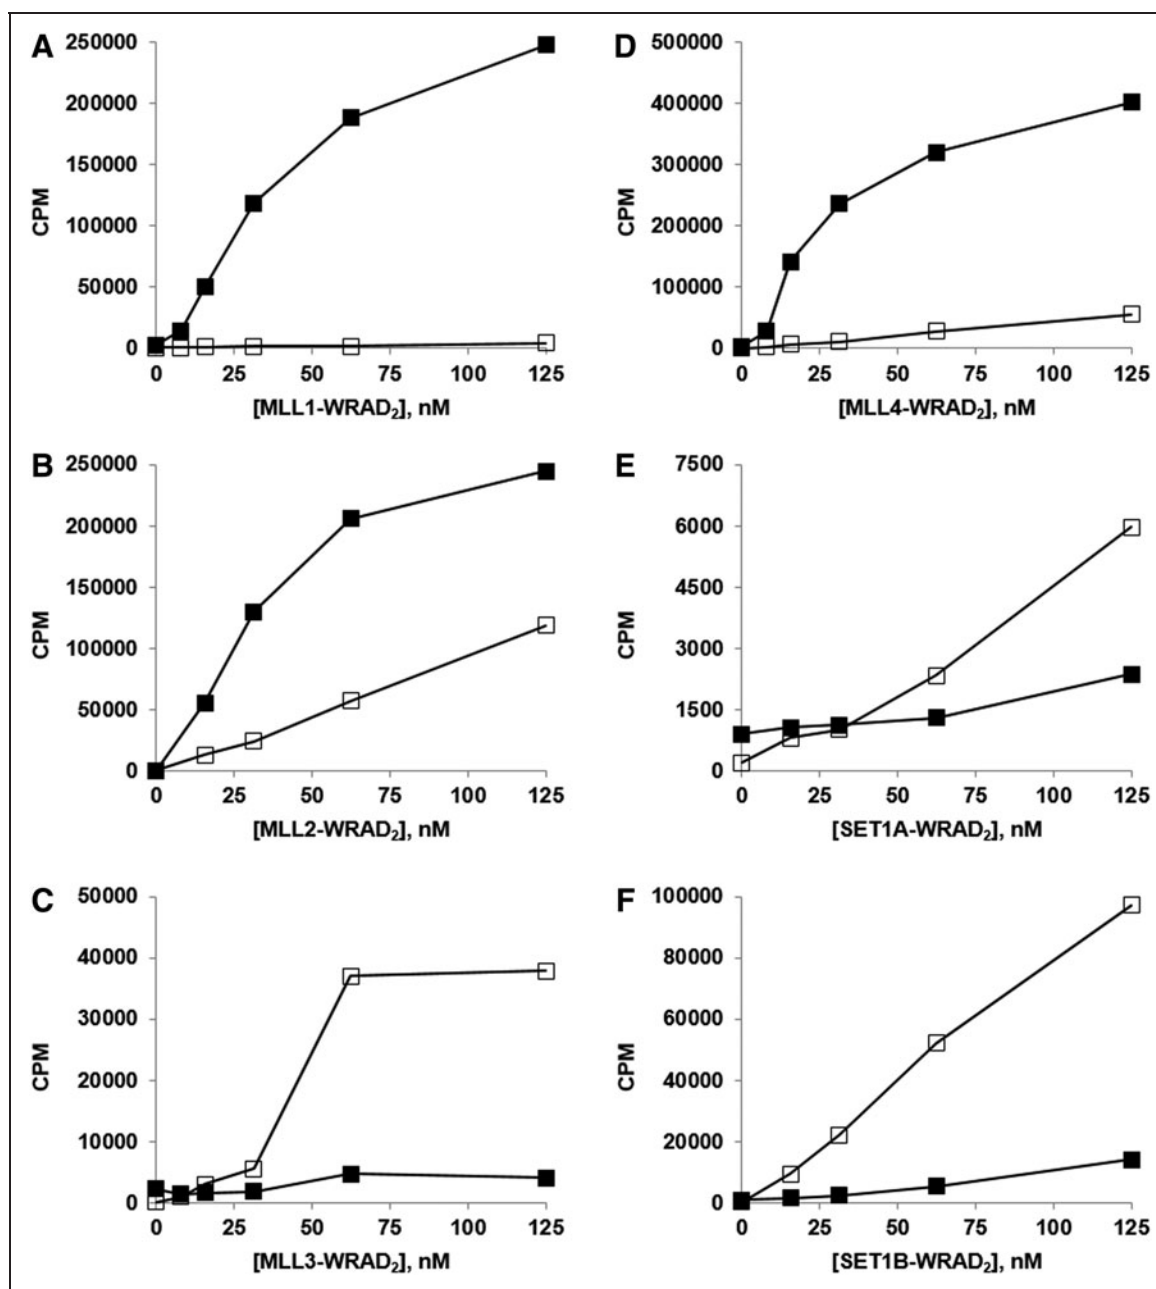 A
250000
200000
150000
100000
50000
0
CPM
0 25 50 75 100 125
[MLL1-WRAD₂], nM
D
500000
400000
300000
200000
100000
0
CPM
0 25 50 75 100 125
[MLL4-WRAD₂], nM
B
250000
200000
150000
100000
50000
0
CPM
0 25 50 75 100 125
[MLL2-WRAD₂], nM
E
7500
6000
4500
3000
1500
0
CPM
0 25 50 75 100 125
[SET1A-WRAD₂], nM
C
50000
40000
30000
20000
10000
0
CPM
0 25 50 75 100 125
[MLL3-WRAD₂], nM
F
100000
80000
60000
40000
20000
0
CPM
0 25 50 75 100 125
[SET1B-WRAD₂], nM